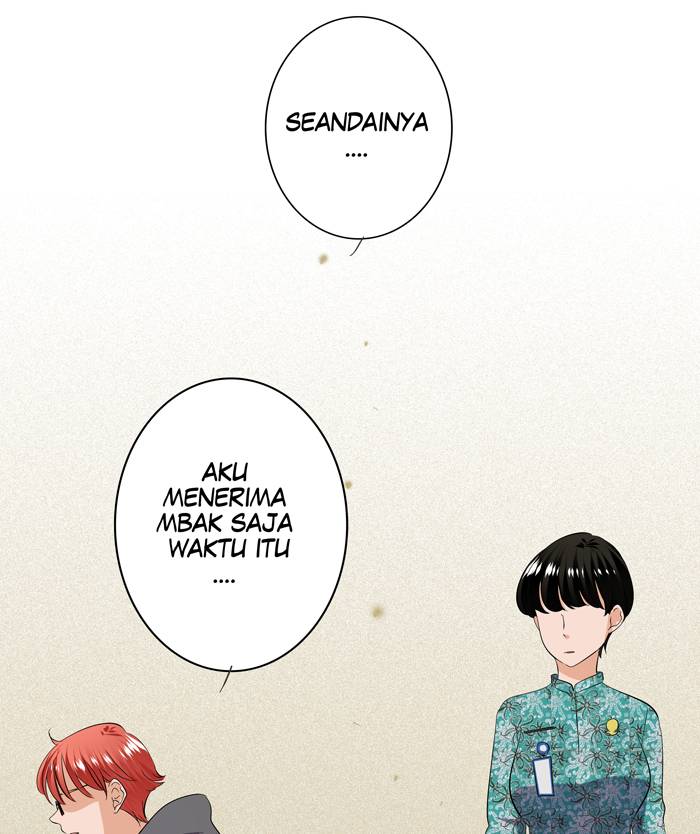 SEANDAINYA
....
AKU
MENERIMA
MBAK SAJA
WAKTU ITU
....